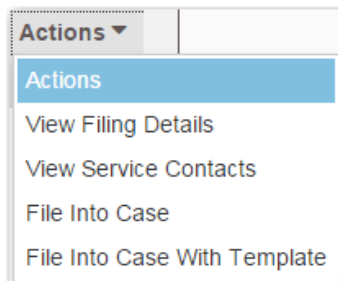 Actions
Actions
View Filing Details
View Service Contacts
File Into Case
File Into Case With Template